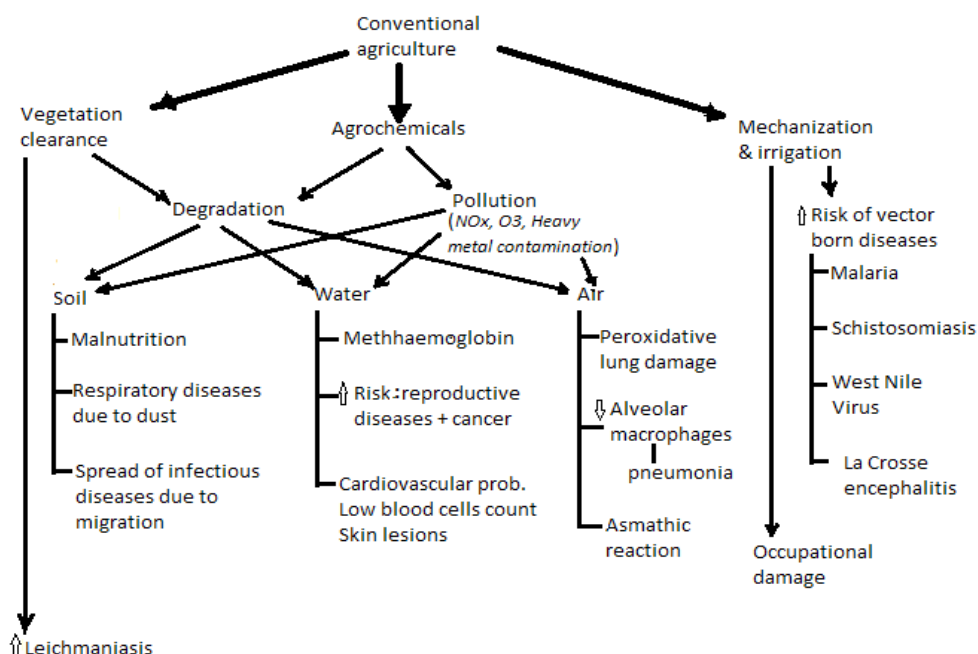 Conventional
agriculture
Vegetation
clearance
Agrochemicals
Mechanization
& irrigation
Degradation
Pollution
(NOx, O3, Heavy
metal contamination)
⇧ Risk of vector
born diseases
Malaria
Schistosomiasis
West Nile
Virus
La Crosse
encephalitis
Soil
Water
Air
Malnutrition
Respiratory diseases
due to dust
Spread of infectious
diseases due to
migration
Methhaemoglobin
⇧ Risk:reproductive
diseases + cancer
Cardiovascular prob.
Low blood cells count
Skin lesions
Peroxidative
lung damage
⇩ Alveolar
macrophages
pneumonia
Asmathic
reaction
Occupational
damage
⇧ Leichmaniasis